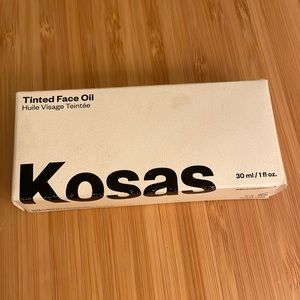 Tinted Face Oil
Huile Visage Teintée
Kosas
30 ml / 1 fl oz.